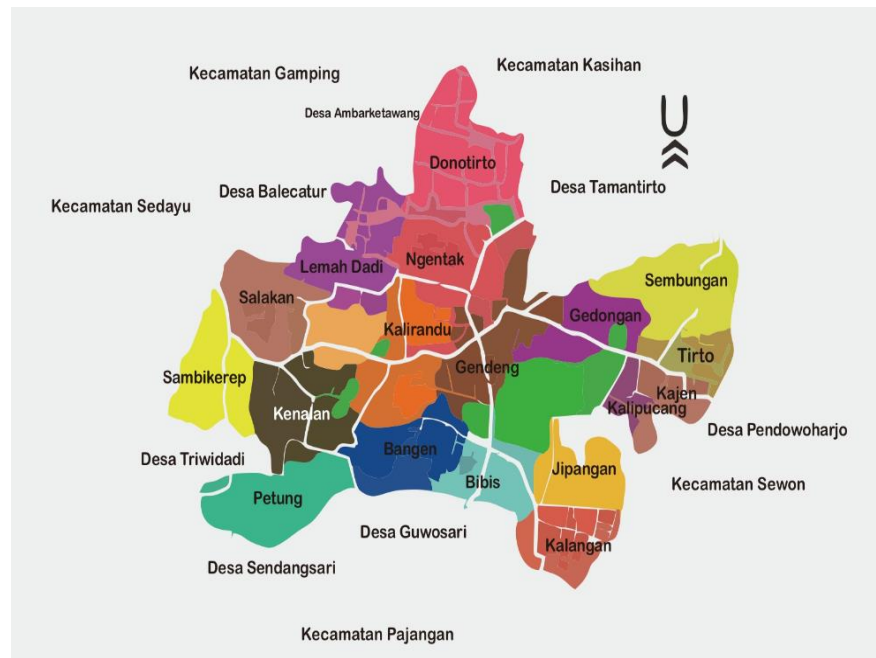 Kecamatan Kasihan
Kecamatan Gamping
Desa Ambarketawang
Donotirto
Desa Tamantirto
Desa Balecatur
Kecamatan Sedayu
Ngentak
Lemah Dadi
Sembungan
Salakan
Gedongan
Kalirandu
Tirto
Gendeng
Sambikerep
Kajen
Kalipucang
Kenalan
Desa Pendowoharjo
Bangen
Desa Triwidadi
Jipangan
Bibis
Kecamatan Sewon
Petung
Desa Guwosari
Kalangan
Desa Sendangsari
Kecamatan Pajangan